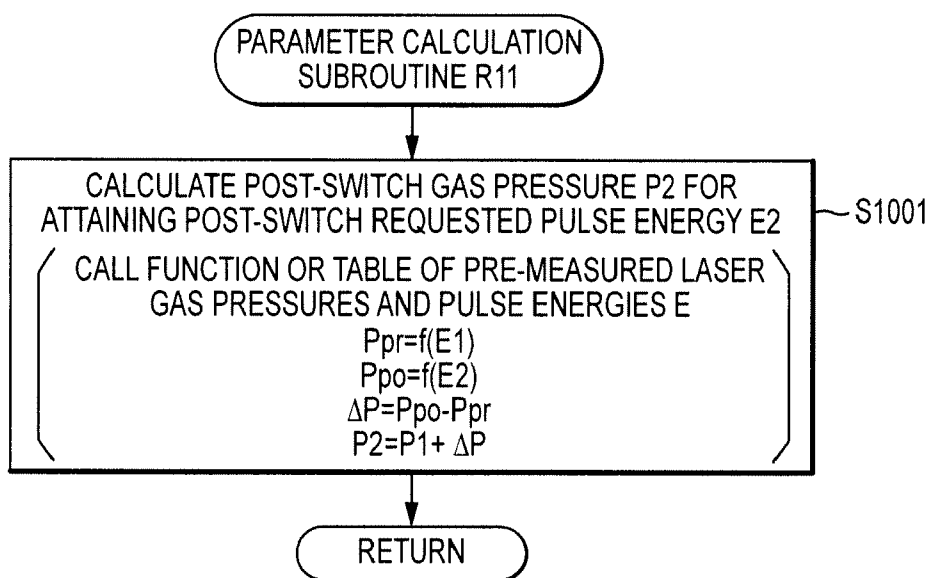 PARAMETER CALCULATION
SUBROUTINE R11
CALCULATE POST-SWITCH GAS PRESSURE P2 FOR
ATTAINING POST-SWITCH REQUESTED PULSE ENERGY E2
S1001
CALL FUNCTION OR TABLE OF PRE-MEASURED LASER
GAS PRESSURES AND PULSE ENERGIES E
Ppr=f(E1)
Ppo=f(E2)
ΔP=Ppo-Ppr
P2=P1+ ΔP
RETURN